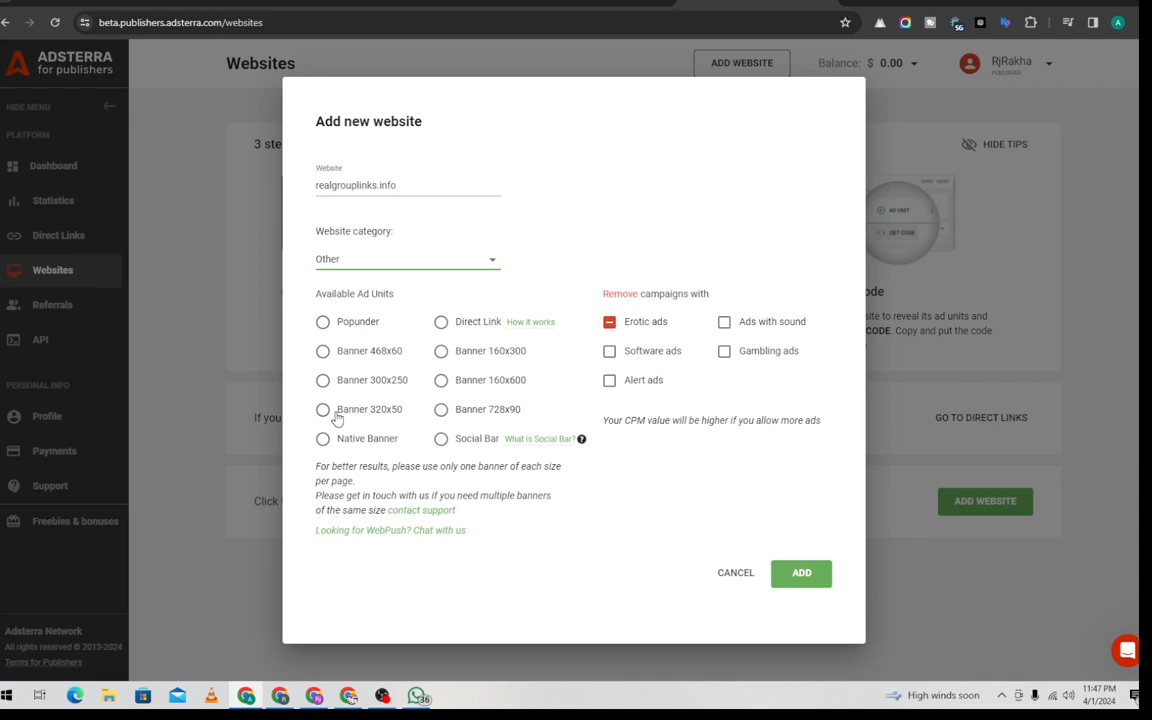 beta.publishers.adsterra.com/websites
ADSTERRA
for publishers
Websites
ADD WEBSITE
Balance: $ 0.00
RjRakha
PUBLISHER
HIDE MENU
PLATFORM
Dashboard
Statistics
Direct Links
Websites
Referrals
API
PERSONAL INFO
Profile
Payments
Support
Freebies & bonuses
Adsterra Network
All rights reserved © 2013-2024
Terms for Publishers
3 ste
HIDE TIPS
AD UNIT
GET CODE
ode
site to reveal its ad units and
CODE. Copy and put the code
If you
GO TO DIRECT LINKS
Click
ADD WEBSITE
Add new website
Website
realgrouplinks.info
Website category:
Other
Available Ad Units
Remove campaigns with
Popunder
Direct Link How it works
Erotic ads
Ads with sound
Banner 468x60
Banner 160x300
Software ads
Gambling ads
Banner 300x250
Banner 160x600
Alert ads
Banner 320x50
Banner 728x90
Your CPM value will be higher if you allow more ads
Native Banner
Social Bar What is Social Bar? ?
For better results, please use only one banner of each size
per page.
Please get in touch with us if you need multiple banners
of the same size contact support
Looking for WebPush? Chat with us
CANCEL
ADD
High winds soon
11:47 PM
4/1/2024